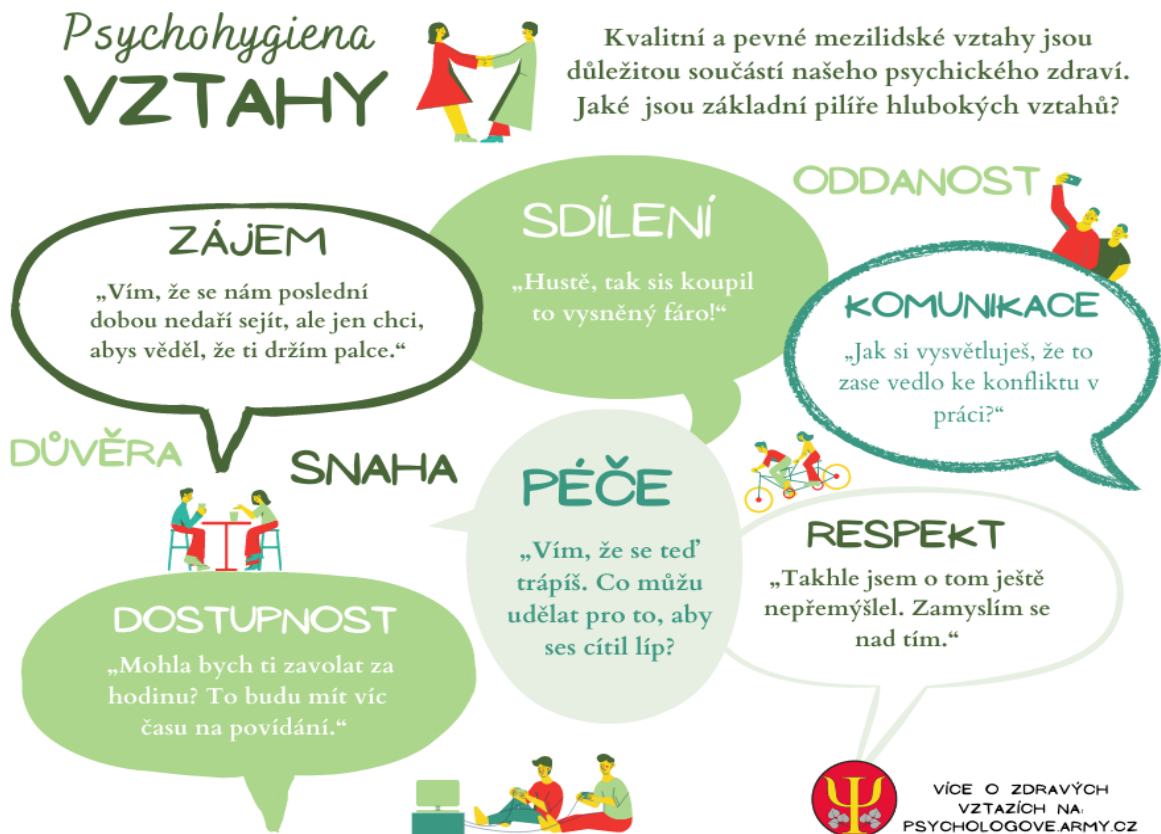 Psychohygiena
VZTAHY
Kvalitní a pevné mezilidské vztahy jsou
důležitou součástí našeho psychického zdraví.
Jaké jsou základní pilíře hlubokých vztahů?
ZÁJEM
„Vím, že se nám poslední
dobou nedaří sejít, ale jen chci,
abys věděl, že ti držím palce.“
SDÍLENÍ
„Hustě, tak sis koupil
to vysněný fáro!“
ODDANOST
KOMUNIKACE
„Jak si vysvětluješ, že to
zase vedlo ke konfliktu v
práci?“
DŮVĚRA
SNAHA
PÉČE
„Vím, že se teď
trápíš. Co můžu
udělat pro to, aby
ses cítil líp?
RESPEKT
„Takhle jsem o tom ještě
nepřemýšlel. Zamyslím se
nad tím.“
DOSTUPNOST
„Mohla bych ti zavolat za
hodinu? To budu mít víc
času na povídání.“
Ψ
VÍCE O ZDRAVÝCH
VZTAZÍCH NA:
PSYCHOLOGOVE.ARMY.CZ